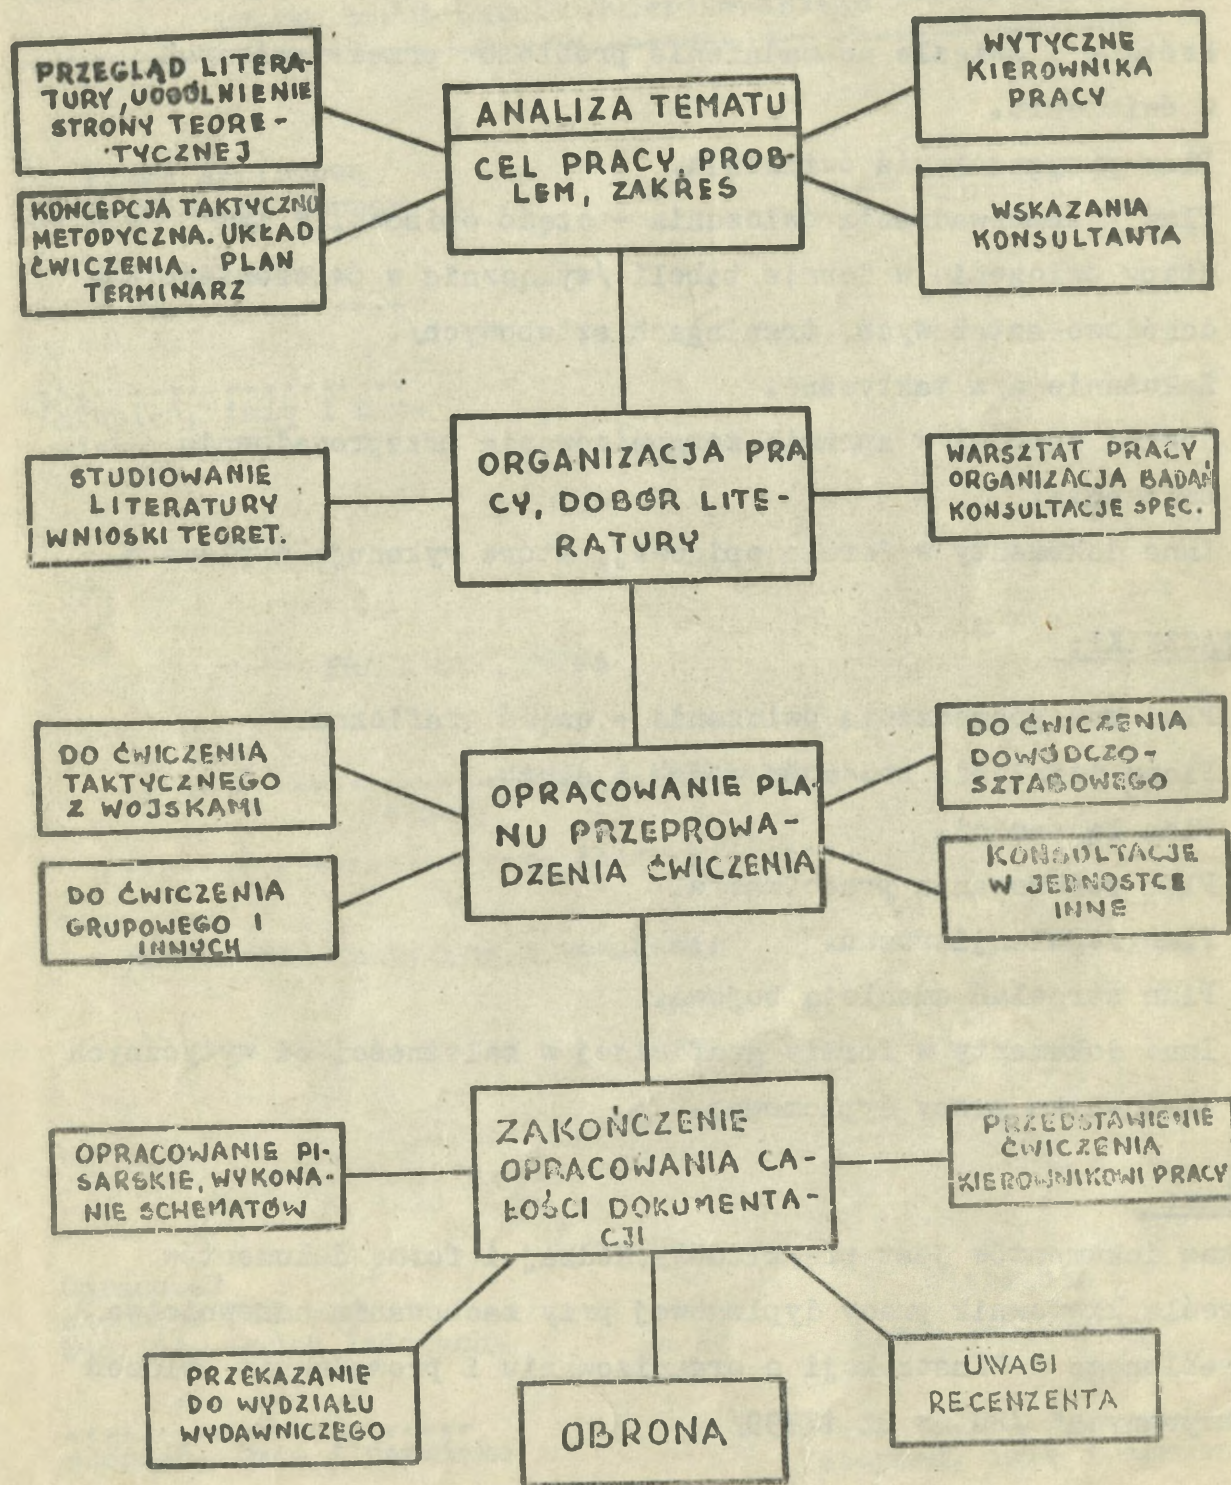 PRZEGLĄD LITERA-
TURY, UOGÓLNIENIE
STRONY TEORE-
TYCZNEJ
KONCEPCJA TAKTYCZNO
METODYCZNA. UKŁAD
ĆWICZENIA. PLAN
TERMINARZ
ANALIZA TEMATU
CEL PRACY, PROB-
LEM, ZAKRES
WYTYCZNE
KIEROWNIKA
PRACY
WSKAZANIA
KONSULTANTA
STUDIOWANIE
LITERATURY
WNIOSKI TEORET.
ORGANIZACJA PRA
CY, DOBÓR LITE-
RATURY
WARSZTAT PRACY,
ORGANIZACJA BADAŃ
KONSULTACJE SPEC.
DO ĆWICZENIA
TAKTYCZNEGO
Z WOJSKAMI
DO ĆWICZENIA
GRUPOWEGO I
INNYCH
OPRACOWANIE PLA-
NU PRZEPROWA-
DZENIA ĆWICZENIA
DO ĆWICZENIA
DOWÓDCZO-
SZTABOWEGO
KONSULTACJE
W JEDNOSTCE
INNE
OPRACOWANIE PI-
SARSKIE, WYKONA-
NIE SCHEMATÓW
ZAKOŃCZENIE
OPRACOWANIA CA-
ŁOŚCI DOKUMENTA-
CJI
PRZEDSTAWIENIE
ĆWICZENIA
KIEROWNIKOWI PRACY
PRZEKAZANIE
DO WYDZIAŁU
WYDAWNICZEGO
OBRONA
UWAGI
RECENZENTA